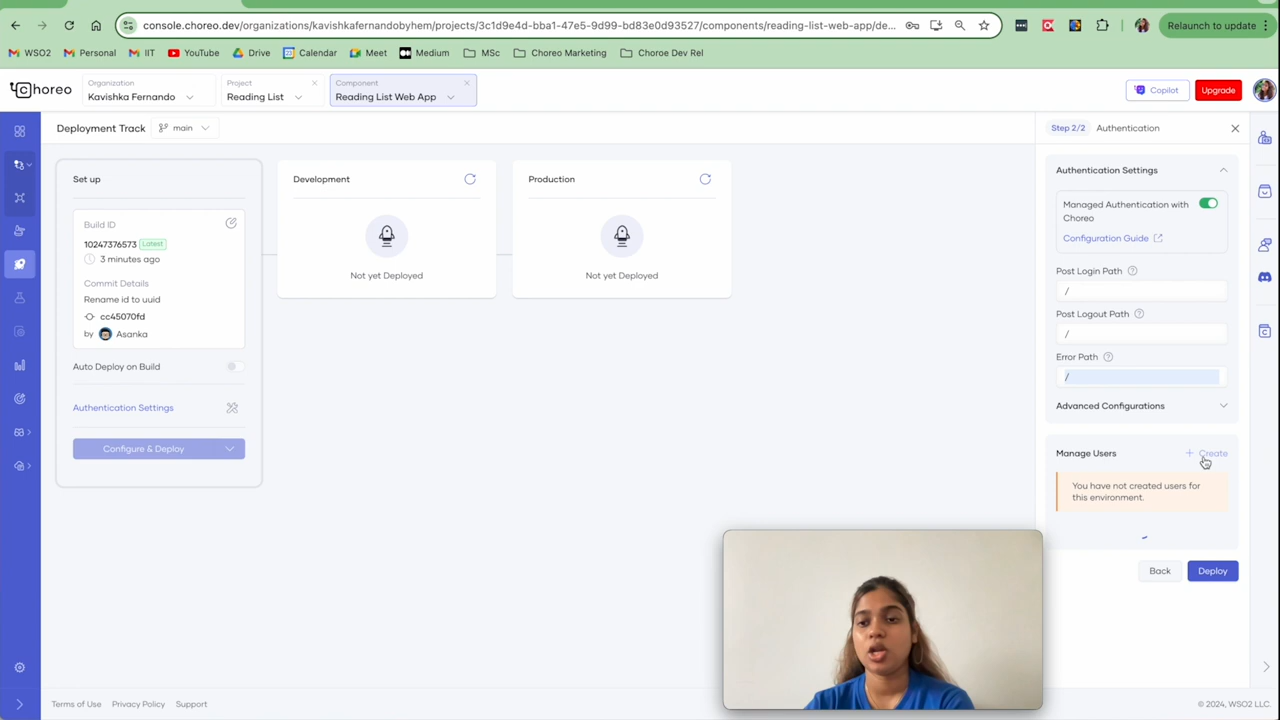 console.choreo.dev/organizations/kavishkafernandobyhem/projects/3c1d9e4d-bba1-47e5-9d99-bd83e0d93527/components/reading-list-web-app/de...
Relaunch to update
WSO2 Personal IIT YouTube Drive Calendar Meet Medium MSc Choreo Marketing Choroe Dev Rel
Choreo
Organization
Kavishka Fernando
Project
Reading List
Component
Reading List Web App
Copilot
Upgrade
Deployment Track main
Step 2/2 Authentication
Set up
Build ID
10247376573 Latest
3 minutes ago
Commit Details
Rename id to uuid
cc45070fd
by Asanka
Auto Deploy on Build
Authentication Settings
Configure & Deploy
Development
Not yet Deployed
Production
Not yet Deployed
Authentication Settings
Managed Authentication with
Choreo
Configuration Guide
Post Login Path
/
Post Logout Path
/
Error Path
/
Advanced Configurations
Manage Users
+ Create
You have not created users for
this environment.
Back
Deploy
Terms of Use Privacy Policy Support
© 2024, WSO2 LLC.